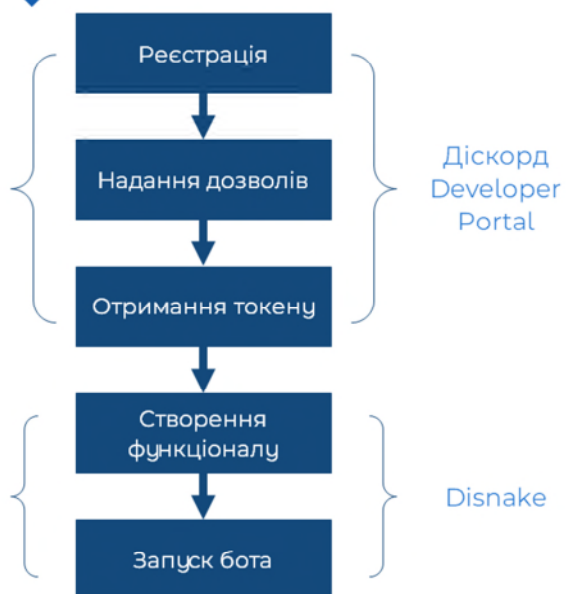 Реєстрація
Надання дозволів
Отримання токену
Діскорд
Developer
Portal
Створення
функціоналу
Запуск бота
Disnake